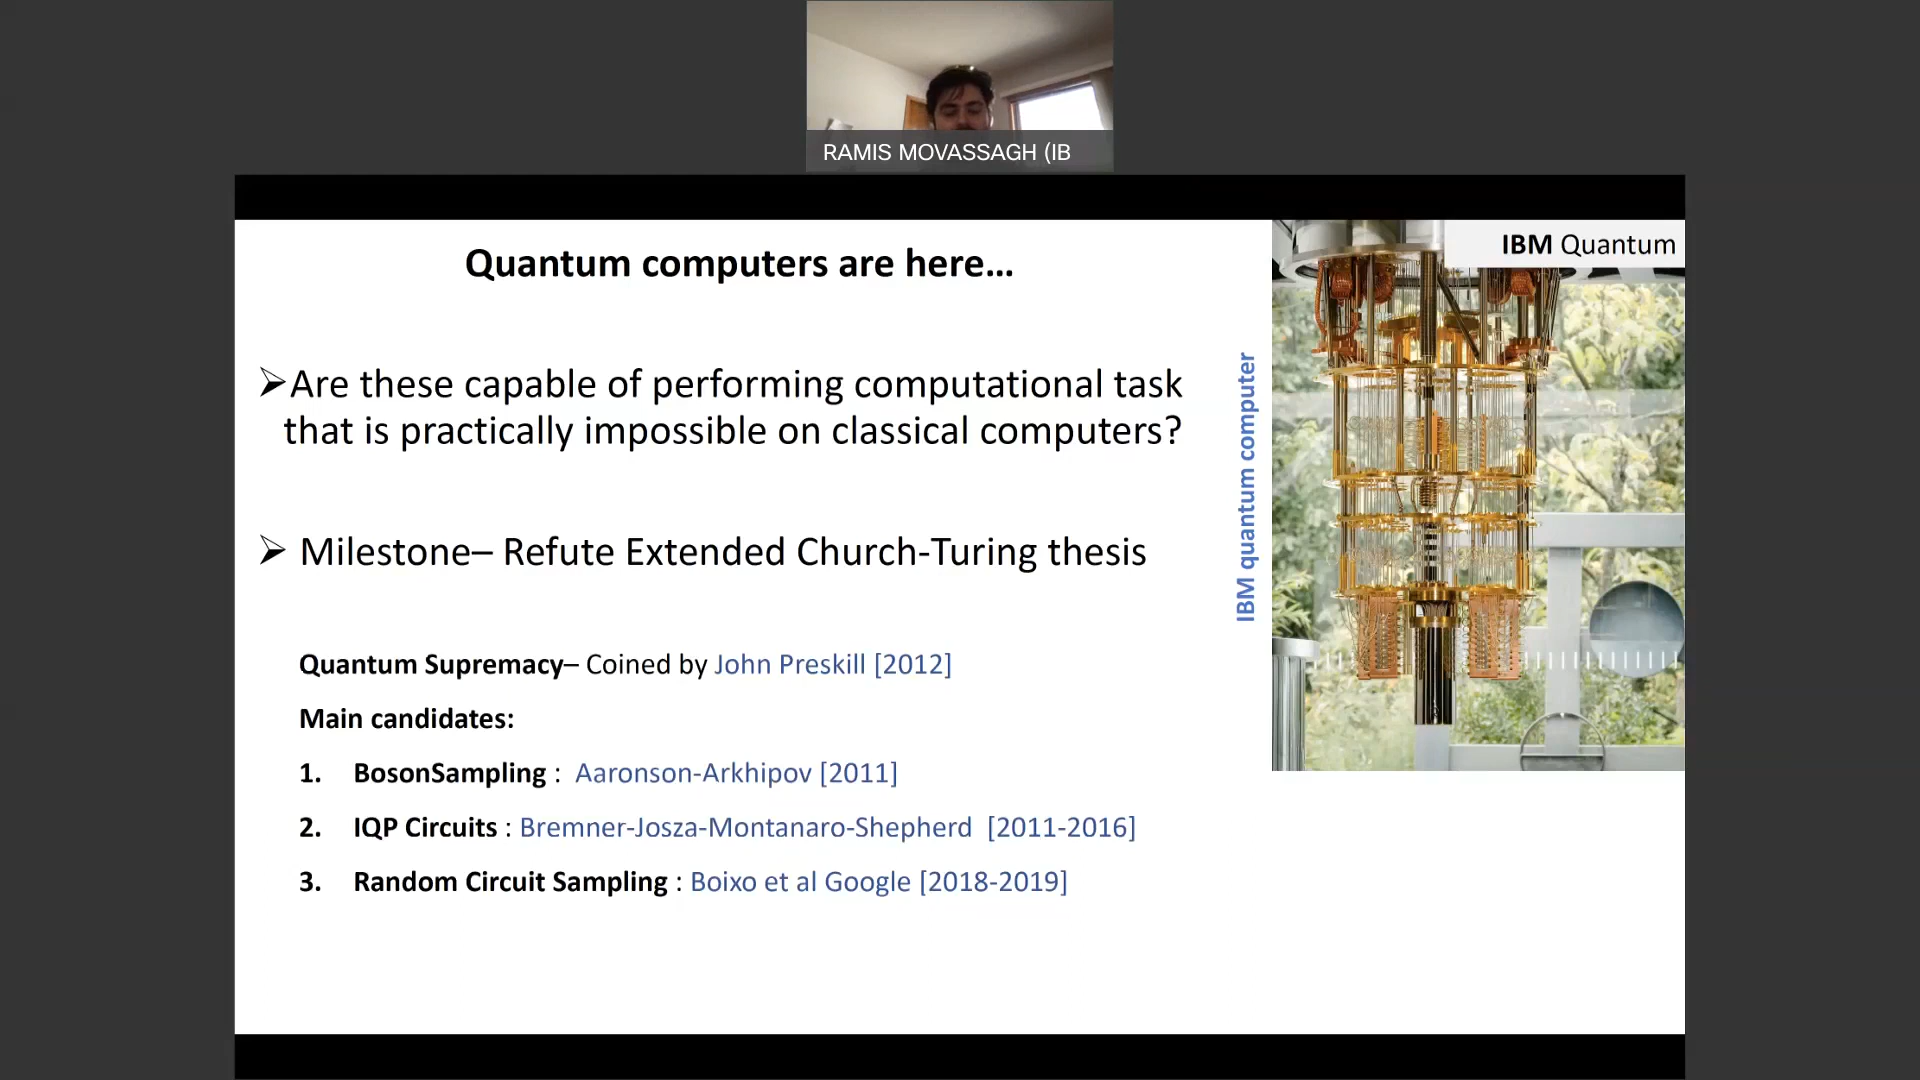 RAMIS MOVASSAGH (IB
IBM Quantum
Quantum computers are here...
➢Are these capable of performing computational task
that is practically impossible on classical computers?
➢ Milestone– Refute Extended Church-Turing thesis
IBM quantum computer
Quantum Supremacy– Coined by John Preskill [2012]
Main candidates:
1. BosonSampling : Aaronson-Arkhipov [2011]
2. IQP Circuits : Bremner-Josza-Montanaro-Shepherd [2011-2016]
3. Random Circuit Sampling : Boixo et al Google [2018-2019]